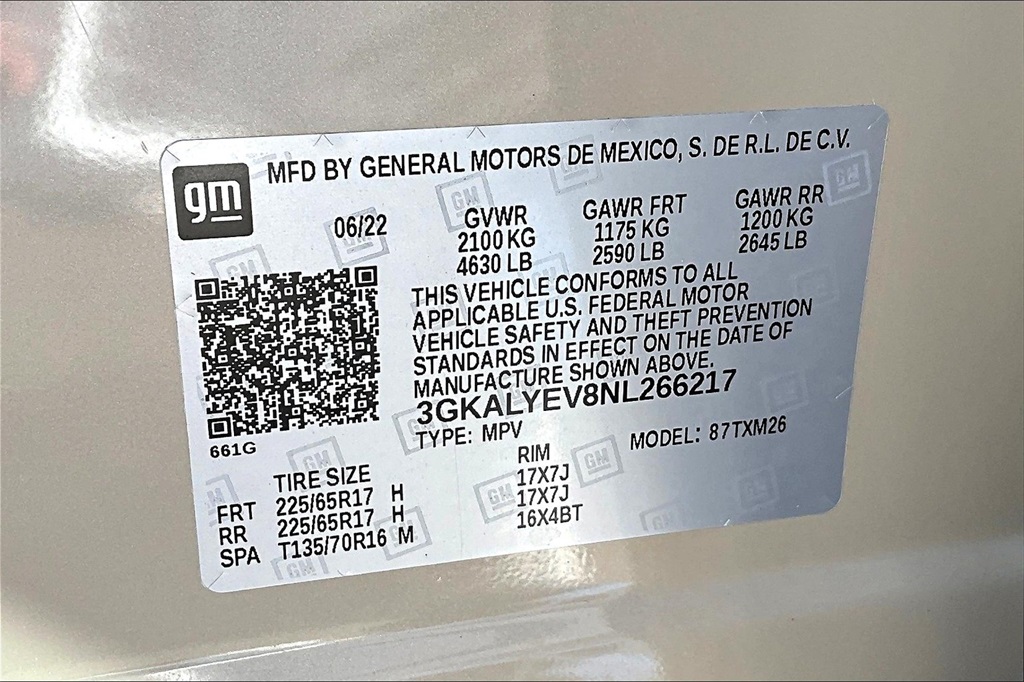 gm
MFD BY GENERAL MOTORS DE MEXICO, S. DE R.L. DE C.V.
06/22
GVWR
2100 KG
4630 LB
GAWR FRT
1175 KG
2590 LB
GAWR RR
1200 KG
2645 LB
THIS VEHICLE CONFORMS TO ALL
APPLICABLE U.S. FEDERAL MOTOR
VEHICLE SAFETY AND THEFT PREVENTION
STANDARDS IN EFFECT ON THE DATE OF
MANUFACTURE SHOWN ABOVE.
3GKALYEV8NL266217
TYPE: MPV
MODEL: 87TXM26
661G
TIRE SIZE
RIM
FRT 225/65R17 H 17X7J
RR 225/65R17 H 17X7J
SPA T135/70R16 M 16X4BT